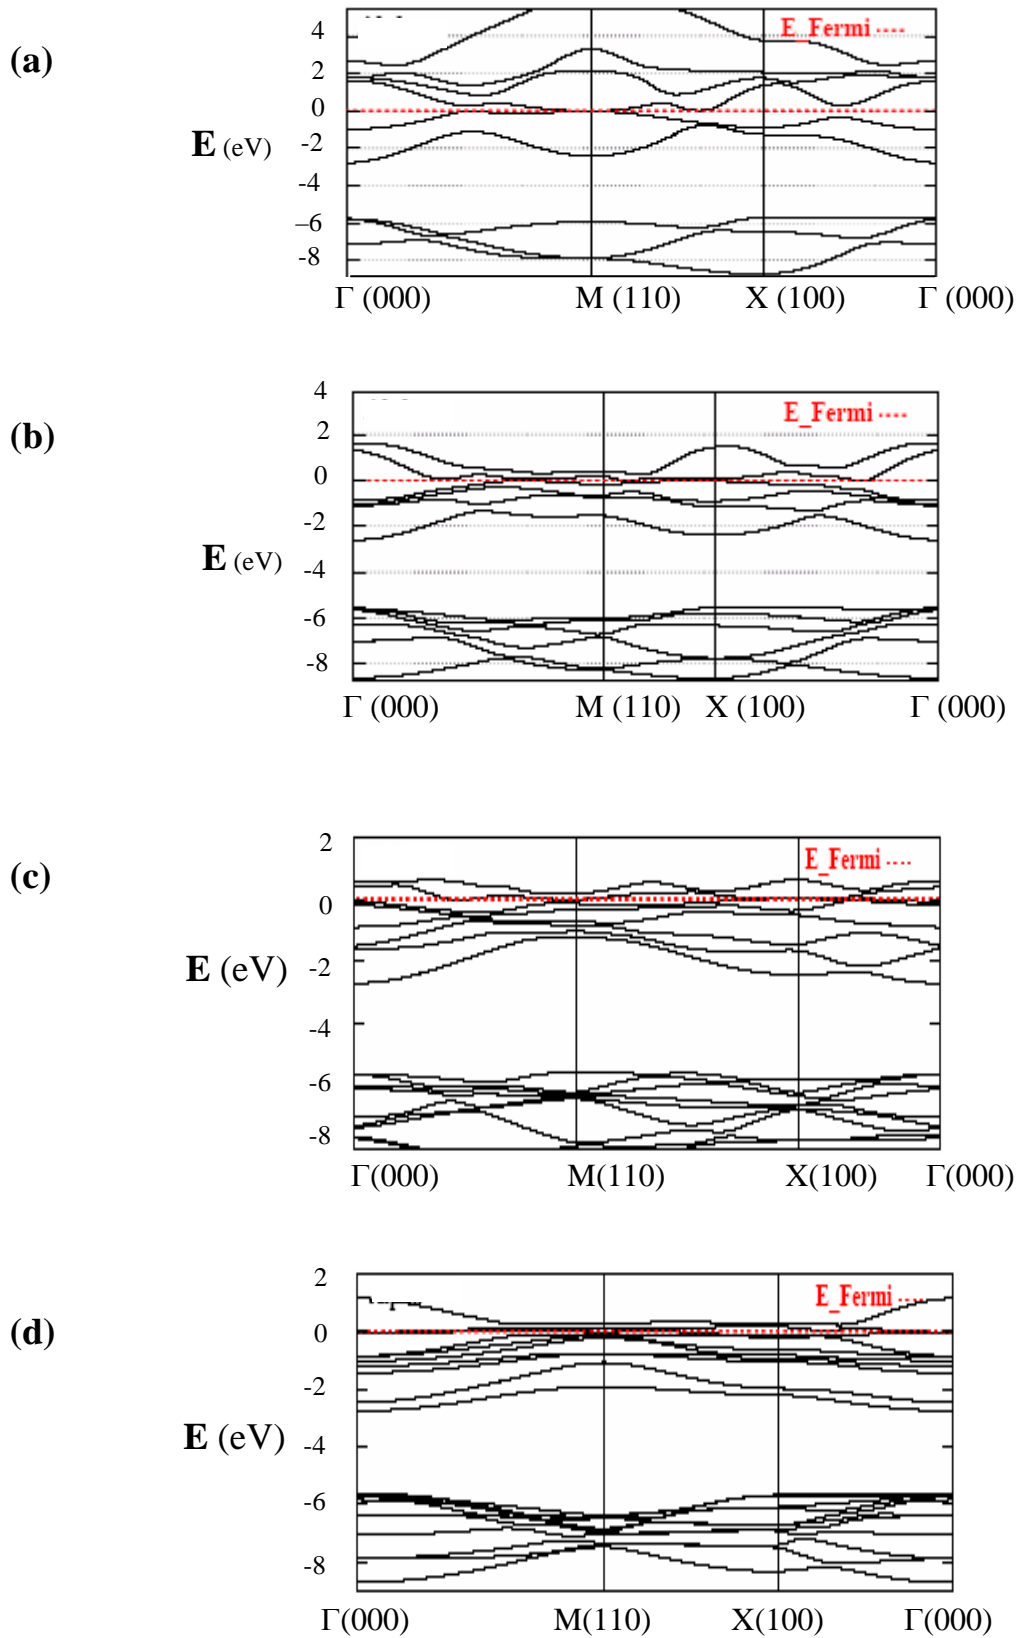 (a)
E_Fermi
4
2
0
-2
-4
–6
-8
E (eV)
Γ (000) M (110) X (100) Γ (000)
(b)
E_Fermi
4
2
0
-2
-4
-6
-8
E (eV)
Γ (000) M (110) X (100) Γ (000)
(c)
E_Fermi
2
0
-2
-4
-6
-8
E (eV)
Γ(000) M(110) X(100) Γ(000)
(d)
E_Fermi
2
0
-2
-4
-6
-8
E (eV)
Γ(000) M(110) X(100) Γ(000)